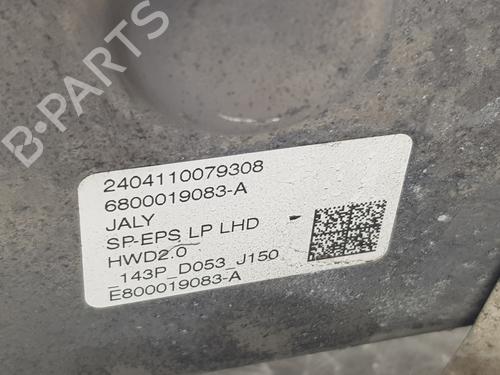 B-PARTS
2404110079308
6800019083-A
JALY
SP-EPS LP LHD -
HWD2.0
_143P_D053_J150
E800019083-A